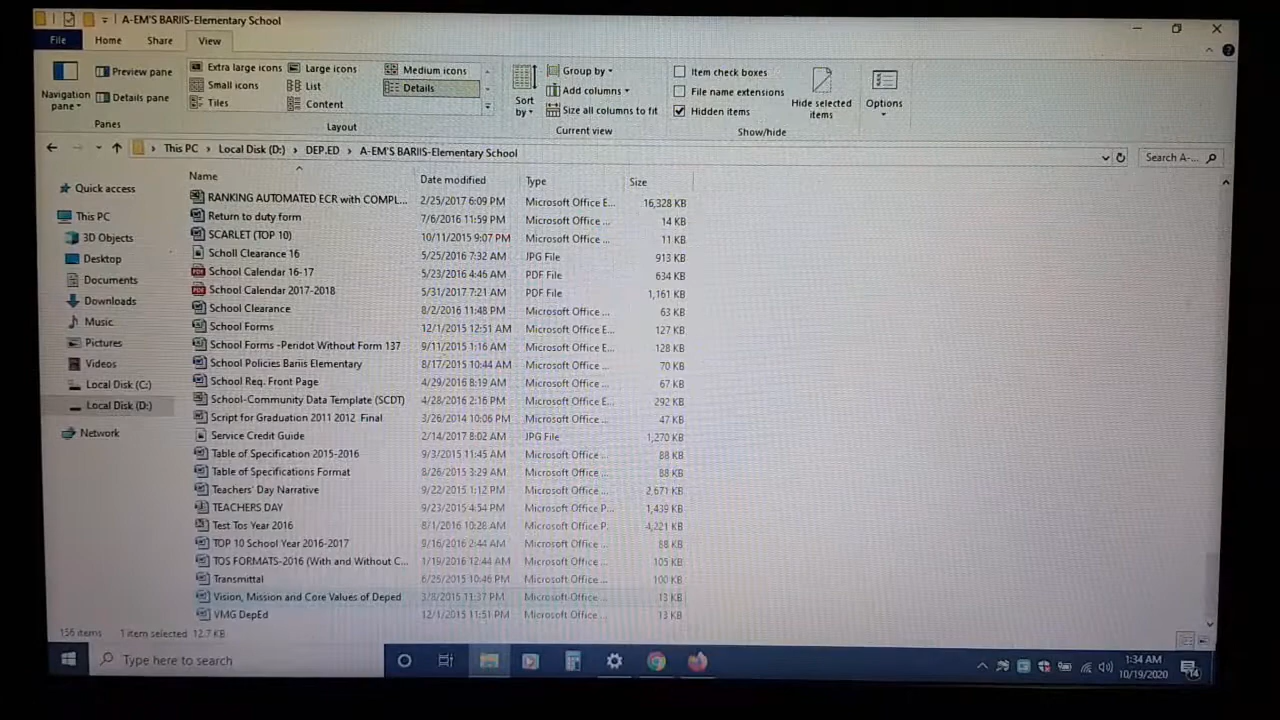 A-EM'S BARIIS-Elementary School
File Home Share View
Navigation pane
Preview pane
Details pane
Panes
Extra large icons Large icons Medium icons
Small icons List Details
Tiles Content
Layout
Sort by
Group by
Add columns
Size all columns to fit
Current view
Item check boxes
File name extensions
Hidden items
Hide selected items
Options
Show/hide
This PC > Local Disk (D:) > DEP.ED > A-EM'S BARIIS-Elementary School
Search A-...
Quick access
This PC
3D Objects
Desktop
Documents
Downloads
Music
Pictures
Videos
Local Disk (C:)
Local Disk (D:)
Network
Name Date modified Type Size
RANKING AUTOMATED ECR with COMPL... 2/25/2017 6:09 PM Microsoft Office E... 16,328 KB
Return to duty form 7/6/2016 11:59 PM Microsoft Office ... 14 KB
SCARLET (TOP 10) 10/11/2015 9:07 PM Microsoft Office ... 11 KB
Scholl Clearance 16 5/25/2016 7:32 AM JPG File 913 KB
School Calendar 16-17 5/23/2016 4:46 AM PDF File 634 KB
School Calendar 2017-2018 5/31/2017 7:21 AM PDF File 1,161 KB
School Clearance 8/2/2016 11:48 PM Microsoft Office ... 63 KB
School Forms 12/1/2015 12:51 AM Microsoft Office E... 127 KB
School Forms -Peridot Without Form 137 9/11/2015 1:16 AM Microsoft Office E... 128 KB
School Policies Bariis Elementary 8/17/2015 10:44 AM Microsoft Office ... 70 KB
School Req. Front Page 4/29/2016 8:19 AM Microsoft Office ... 67 KB
School-Community Data Template (SCDT) 4/28/2016 2:16 PM Microsoft Office E... 292 KB
Script for Graduation 2011 2012 Final 3/26/2014 10:06 PM Microsoft Office ... 47 KB
Service Credit Guide 2/14/2017 8:02 AM JPG File 1,270 KB
Table of Specification 2015-2016 9/3/2015 11:45 AM Microsoft Office ... 88 KB
Table of Specifications Format 8/26/2015 3:29 AM Microsoft Office ... 88 KB
Teachers' Day Narrative 9/22/2015 1:12 PM Microsoft Office ... 2,671 KB
TEACHERS DAY 9/23/2015 4:54 PM Microsoft Office P... 1,439 KB
Test Tos Year 2016 8/1/2016 10:28 AM Microsoft Office P... 4,221 KB
TOP 10 School Year 2016-2017 9/16/2016 2:44 AM Microsoft Office ... 88 KB
TOS FORMATS-2016 (With and Without C... 1/19/2016 12:44 AM Microsoft Office ... 105 KB
Transmittal 6/25/2015 10:46 PM Microsoft Office ... 100 KB
Vision, Mission and Core Values of Deped 3/8/2015 11:37 PM Microsoft Office ... 13 KB
VMG DepEd 12/1/2015 11:51 PM Microsoft Office ... 13 KB
156 items 1 item selected 12.7 KB
Type here to search
1:34 AM
10/19/2020
14